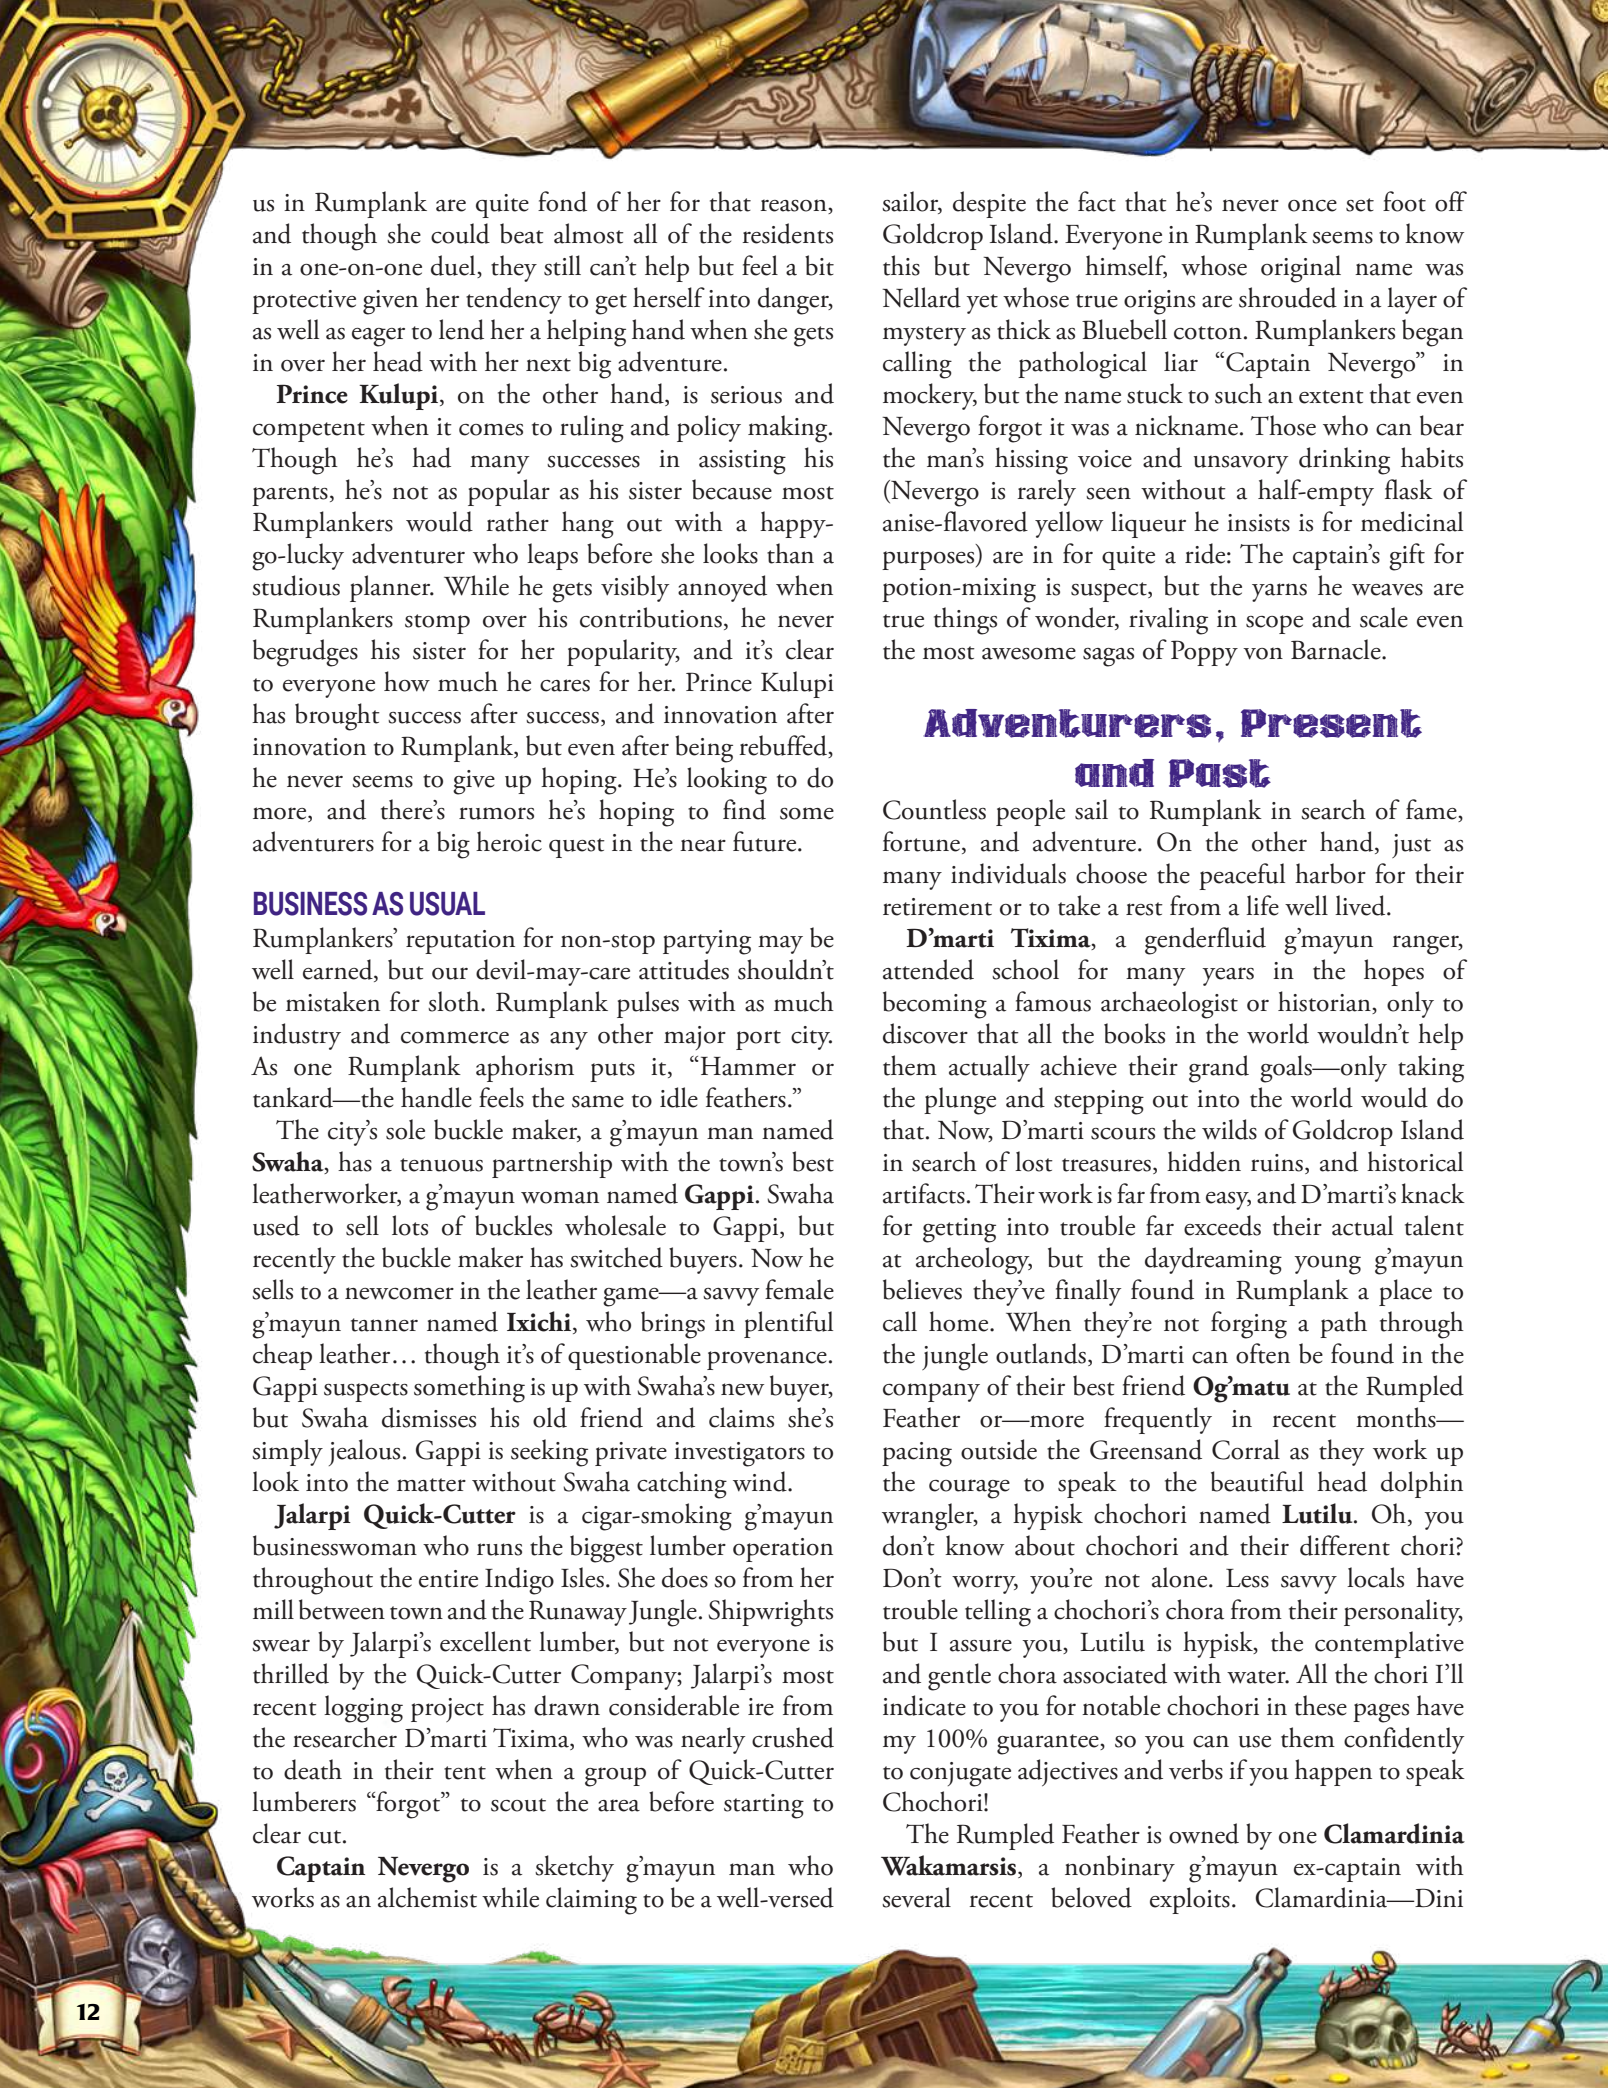 us in Rumplank are quite fond of her for that reason,
and though she could beat almost all of the residents
in a one-on-one duel, they still can't help but feel a bit
protective given her tendency to get herself into danger,
as well as eager to lend her a helping hand when she gets
in over her head with her next big adventure.
Prince Kulupi, on the other hand, is serious and
competent when it comes to ruling and policy making.
Though he's had many successes in assisting his
parents, he's not as popular as his sister because most
Rumplankers would rather hang out with a happy-
go-lucky adventurer who leaps before she looks than a
studious planner. While he gets visibly annoyed when
Rumplankers stomp over his contributions, he never
begrudges his sister for her popularity, and it's clear
to everyone how much he cares for her. Prince Kulupi
has brought success after success, and innovation after
innovation to Rumplank, but even after being rebuffed,
he never seems to give up hoping. He's looking to do
more, and there's rumors he's hoping to find some
adventurers for a big heroic quest in the near future.
BUSINESS AS USUAL
Rumplankers' reputation for non-stop partying may be
well earned, but our devil-may-care attitudes shouldn't
be mistaken for sloth. Rumplank pulses with as much
industry and commerce as any other major port city.
As one Rumplank aphorism puts it, "Hammer or
tankard—the handle feels the same to idle feathers."
The city's sole buckle maker, a g'mayun man named
Swaha, has a tenuous partnership with the town's best
leatherworker, a g'mayun woman named Gappi. Swaha
used to sell lots of buckles wholesale to Gappi, but
recently the buckle maker has switched buyers. Now he
sells to a newcomer in the leather game—a savvy female
g'mayun tanner named Ixichi, who brings in plentiful
cheap leather… though it's of questionable provenance.
Gappi suspects something is up with Swaha's new buyer,
but Swaha dismisses his old friend and claims she's
simply jealous. Gappi is seeking private investigators to
look into the matter without Swaha catching wind.
Jalarpi Quick-Cutter is a cigar-smoking g'mayun
businesswoman who runs the biggest lumber operation
throughout the entire Indigo Isles. She does so from her
mill between town and the Runaway Jungle. Shipwrights
swear by Jalarpi's excellent lumber, but not everyone is
thrilled by the Quick-Cutter Company; Jalarpi's most
recent logging project has drawn considerable ire from
the researcher D'marti Tixima, who was nearly crushed
to death in their tent when a group of Quick-Cutter
lumberers "forgot" to scout the area before starting to
clear cut.
Captain Nevergo is a sketchy g'mayun man who
works as an alchemist while claiming to be a well-versed
sailor, despite the fact that he's never once set foot off
Goldcrop Island. Everyone in Rumplank seems to know
this but Nevergo himself, whose original name was
Nellard yet whose true origins are shrouded in a layer of
mystery as thick as Bluebell cotton. Rumplankers began
calling the pathological liar "Captain Nevergo" in
mockery, but the name stuck to such an extent that even
Nevergo forgot it was a nickname. Those who can bear
the man's hissing voice and unsavory drinking habits
(Nevergo is rarely seen without a half-empty flask of
anise-flavored yellow liqueur he insists is for medicinal
purposes) are in for quite a ride: The captain's gift for
potion-mixing is suspect, but the yarns he weaves are
true things of wonder, rivaling in scope and scale even
the most awesome sagas of Poppy von Barnacle.
Adventurers, Present
and Past
Countless people sail to Rumplank in search of fame,
fortune, and adventure. On the other hand, just as
many individuals choose the peaceful harbor for their
retirement or to take a rest from a life well lived.
D'marti Tixima, a genderfluid g'mayun ranger,
attended school for many years in the hopes of
becoming a famous archaeologist or historian, only to
discover that all the books in the world wouldn't help
them actually achieve their grand goals—only taking
the plunge and stepping out into the world would do
that. Now, D'marti scours the wilds of Goldcrop Island
in search of lost treasures, hidden ruins, and historical
artifacts. Their work is far from easy, and D'marti's knack
for getting into trouble far exceeds their actual talent
at archeology, but the daydreaming young g'mayun
believes they've finally found in Rumplank a place to
call home. When they're not forging a path through
the jungle outlands, D'marti can often be found in the
company of their best friend Og'matu at the Rumpled
Feather or—more frequently in recent months—
pacing outside the Greensand Corral as they work up
the courage to speak to the beautiful head dolphin
wrangler, a hypisk chochori named Lutilu. Oh, you
don't know about chochori and their different chori?
Don't worry, you're not alone. Less savvy locals have
trouble telling a chochori's chora from their personality,
but I assure you, Lutilu is hypisk, the contemplative
and gentle chora associated with water. All the chori I'll
indicate to you for notable chochori in these pages have
my 100% guarantee, so you can use them confidently
to conjugate adjectives and verbs if you happen to speak
Chochori!
The Rumpled Feather is owned by one Clamardinia
Wakamarsis, a nonbinary g'mayun ex-captain with
several recent beloved exploits. Clamardinia—Dini
12